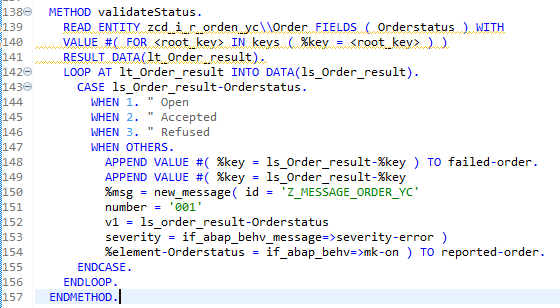 138 METHOD validateStatus.
139 READ ENTITY zcd_i_r_orden_yc\\Order FIELDS ( Orderstatus ) WITH
140 VALUE #( FOR <root_key> IN keys ( %key = <root_key> ) )
141 RESULT DATA(lt_Order_result).
142 LOOP AT lt_Order_result INTO DATA(ls_Order_result).
143 CASE ls_Order_result-Orderstatus.
144 WHEN 1. " Open
145 WHEN 2. " Accepted
146 WHEN 3. " Refused
147 WHEN OTHERS.
148 APPEND VALUE #( %key = ls_Order_result-%key ) TO failed-order.
149 APPEND VALUE #( %key = ls_Order_result-%key
150 %msg = new_message( id = 'Z_MESSAGE_ORDER_YC'
151 number = '001'
152 v1 = ls_order_result-Orderstatus
153 severity = if_abap_behv_message=>severity-error )
154 %element-Orderstatus = if_abap_behv=>mk-on ) TO reported-order.
155 ENDCASE.
156 ENDLOOP.
157 ENDMETHOD.